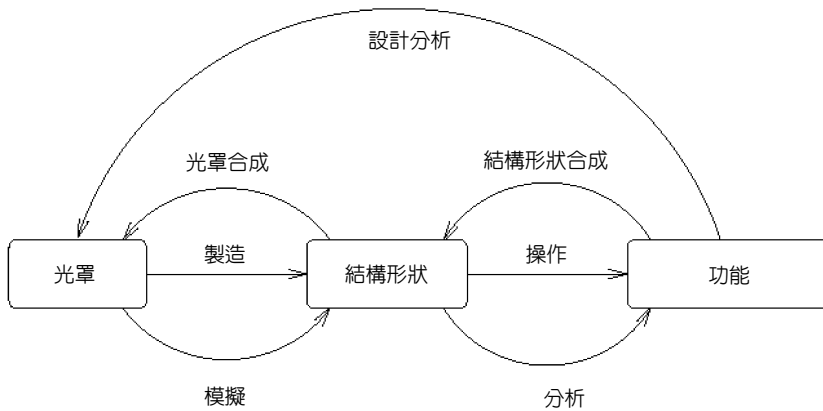 設計分析
光罩合成
結構形狀合成
光罩
製造
結構形狀
操作
功能
模擬
分析